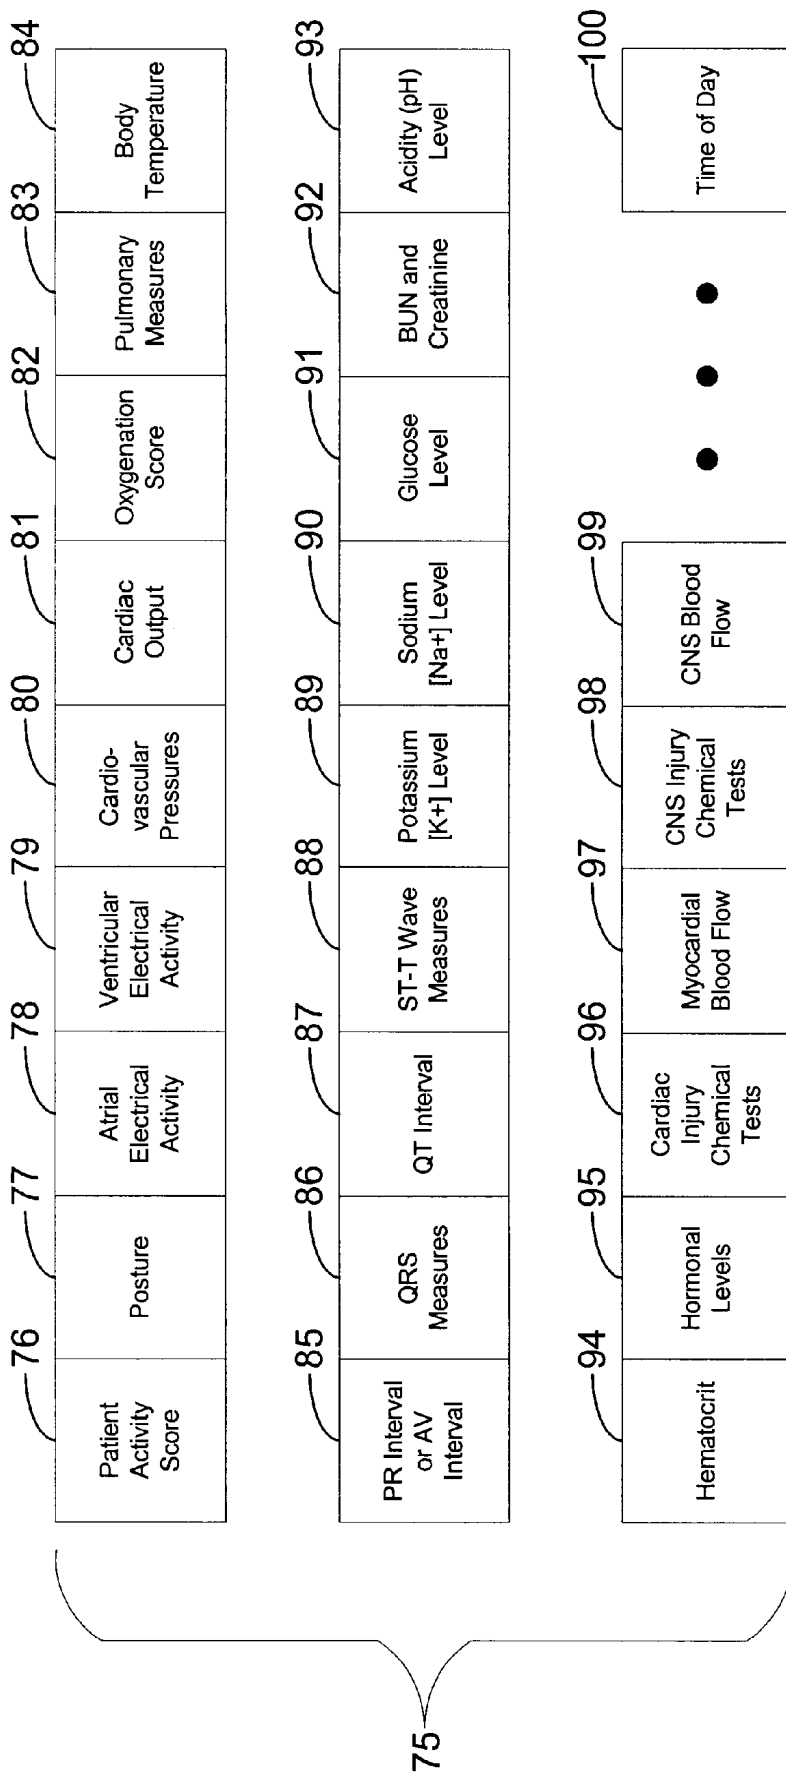 75
76
Patient
Activity
Score
77
Posture
78
Atrial
Electrical
Activity
79
Ventricular
Electrical
Activity
80
Cardio-
vascular
Pressures
81
Cardiac
Output
82
Oxygenation
Score
83
Pulmonary
Measures
84
Body
Temperature
85
PR Interval
or AV
Interval
86
QRS
Measures
87
QT Interval
88
ST-T Wave
Measures
89
Potassium
[K+] Level
90
Sodium
[Na+] Level
91
Glucose
Level
92
BUN and
Creatinine
93
Acidity (pH)
Level
94
Hematocrit
95
Hormonal
Levels
96
Cardiac
Injury
Chemical
Tests
97
Myocardial
Blood Flow
98
CNS Injury
Chemical
Tests
99
CNS Blood
Flow
100
Time of Day